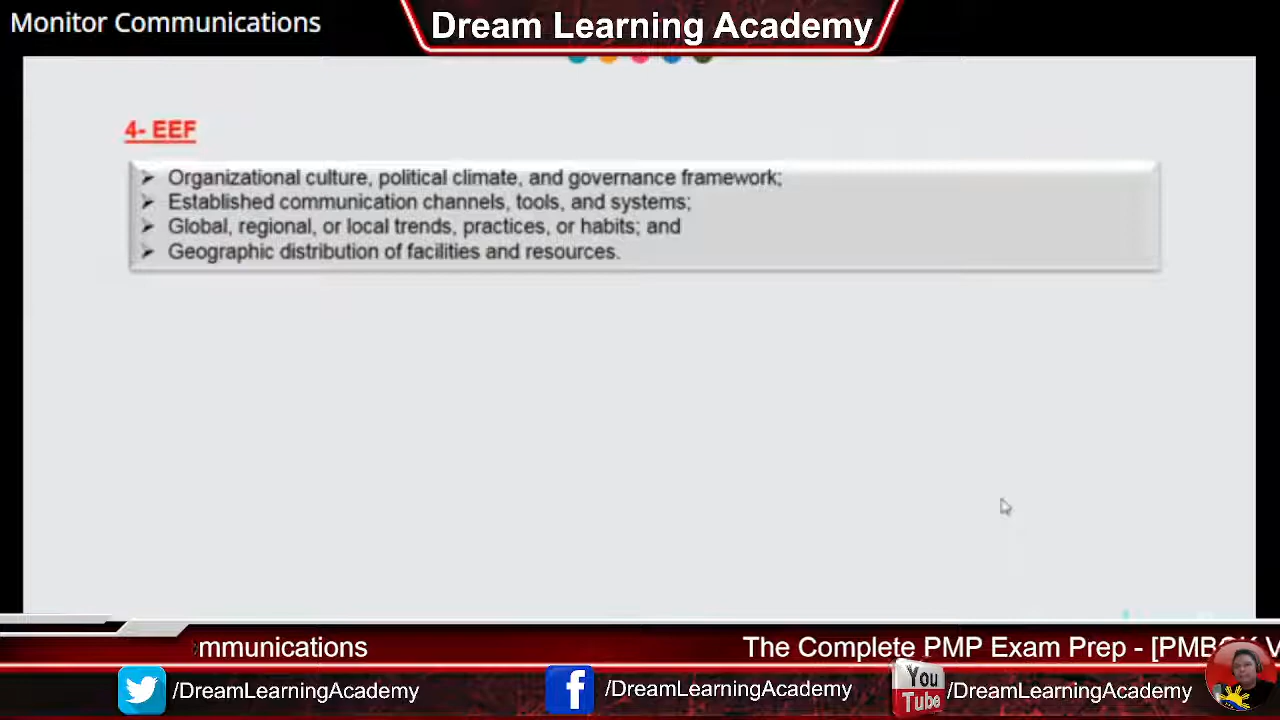 Monitor Communications
Dream Learning Academy
4- EEF
➢ Organizational culture, political climate, and governance framework;
➢ Established communication channels, tools, and systems;
➢ Global, regional, or local trends, practices, or habits; and
➢ Geographic distribution of facilities and resources.
mmunications
The Complete PMP Exam Prep - [PMBOK V
/DreamLearningAcademy
/DreamLearningAcademy
You
Tube
/DreamLearningAcademy